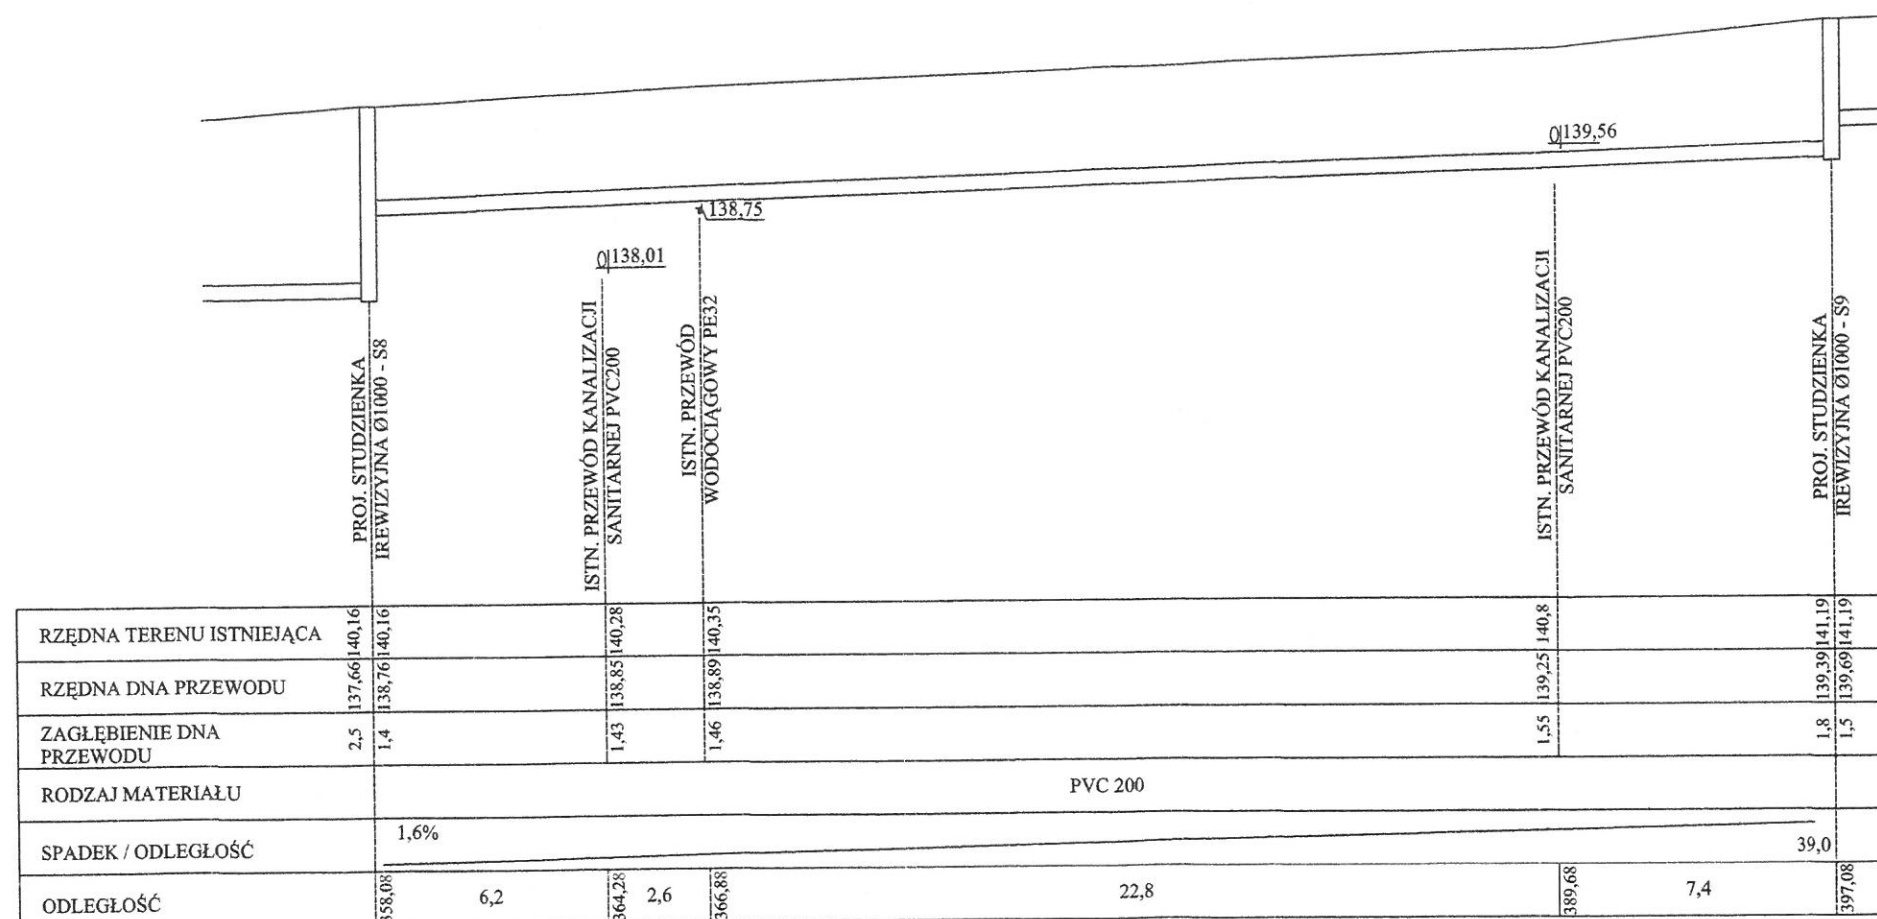 139,56
138,75
138,01
PROJ. STUDZIENKA
IREWIZYJNA Ø1000 - S8
ISTN. PRZEWÓD KANALIZACJI
SANITARNEJ PVC200
ISTN. PRZEWÓD
WODOCIĄGOWY PE32
ISTN. PRZEWÓD KANALIZACJI
SANITARNEJ PVC200
PROJ. STUDZIENKA
IREWIZYJNA Ø1000 - S9
RZĘDNA TERENU ISTNIEJĄCA 140,16 140,16 140,28 140,35 140,8 141,19 141,19
RZĘDNA DNA PRZEWODU 137,66 138,76 138,85 138,89 139,25 139,39 139,69
ZAGŁĘBIENIE DNA
PRZEWODU 2,5 1,4 1,43 1,46 1,55 1,8 1,5
RODZAJ MATERIAŁU PVC 200
SPADEK / ODLEGŁOŚĆ 1,6% 39,0
ODLEGŁOŚĆ 358,08 6,2 364,28 2,6 366,88 22,8 389,68 7,4 397,08